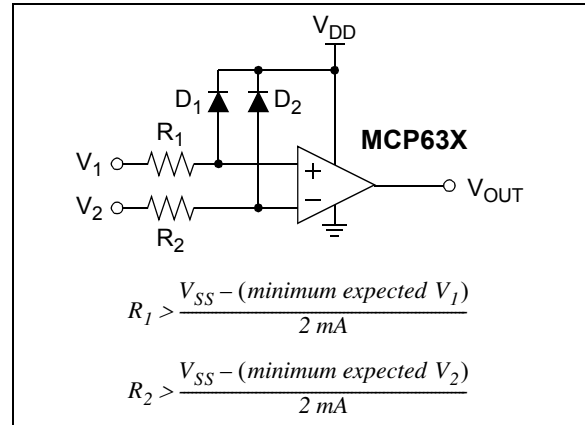 V_DD
D_1 D_2
MCP63X
R_1
V_1
+
V_2
–
V_OUT
R_2
R_1 > (V_SS – (minimum expected V_1)) / 2 mA
R_2 > (V_SS – (minimum expected V_2)) / 2 mA